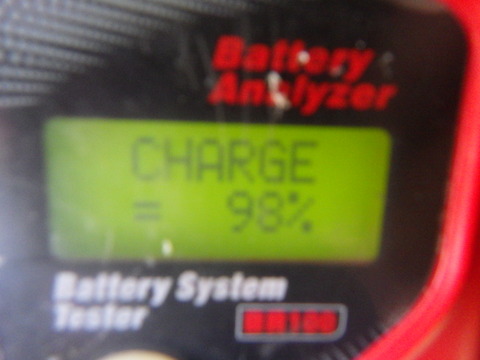 Battery
Analyzer
CHARGE
= 98%
Battery System
Tester